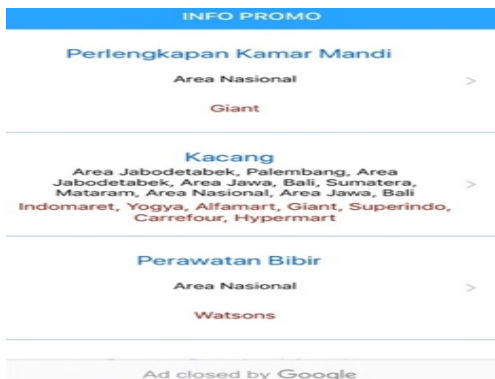 INFO PROMO
Perlengkapan Kamar Mandi
Area Nasional
Giant
Kacang
Area Jabodetabek, Palembang, Area
Jabodetabek, Area Jawa, Bali, Sumatera,
Mataram, Area Nasional, Area Jawa, Bali
Indomaret, Yogya, Alfamart, Giant, Superindo,
Carrefour, Hypermart
Perawatan Bibir
Area Nasional
Watsons
Ad closed by Google